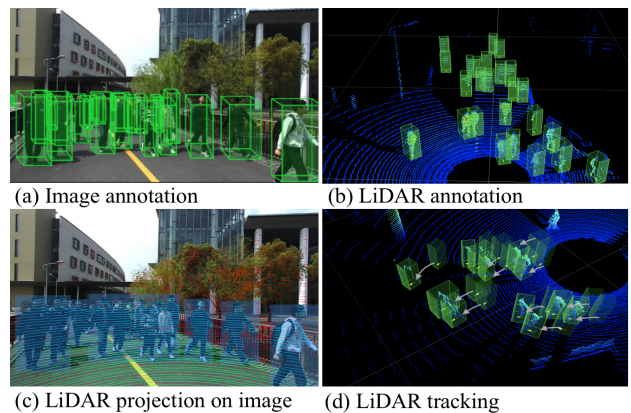 (a) Image annotation
(b) LiDAR annotation
(c) LiDAR projection on image
(d) LiDAR tracking